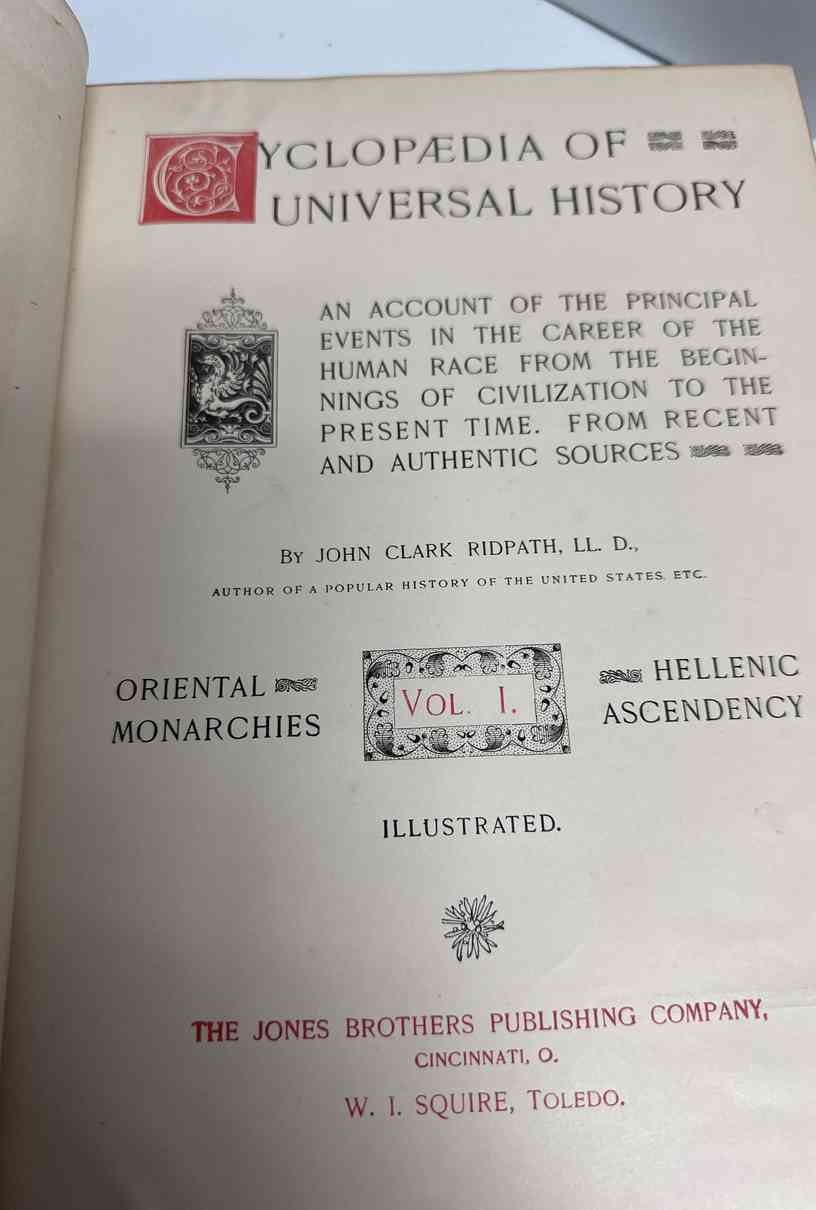 CYCLOPÆDIA OF
UNIVERSAL HISTORY
AN ACCOUNT OF THE PRINCIPAL
EVENTS IN THE CAREER OF THE
HUMAN RACE FROM THE BEGIN-
NINGS OF CIVILIZATION TO THE
PRESENT TIME. FROM RECENT
AND AUTHENTIC SOURCES
BY JOHN CLARK RIDPATH, LL. D.,
AUTHOR OF A POPULAR HISTORY OF THE UNITED STATES, ETC.
ORIENTAL
MONARCHIES
VOL. I.
HELLENIC
ASCENDENCY
ILLUSTRATED.
THE JONES BROTHERS PUBLISHING COMPANY,
CINCINNATI, O.
W. I. SQUIRE, TOLEDO.